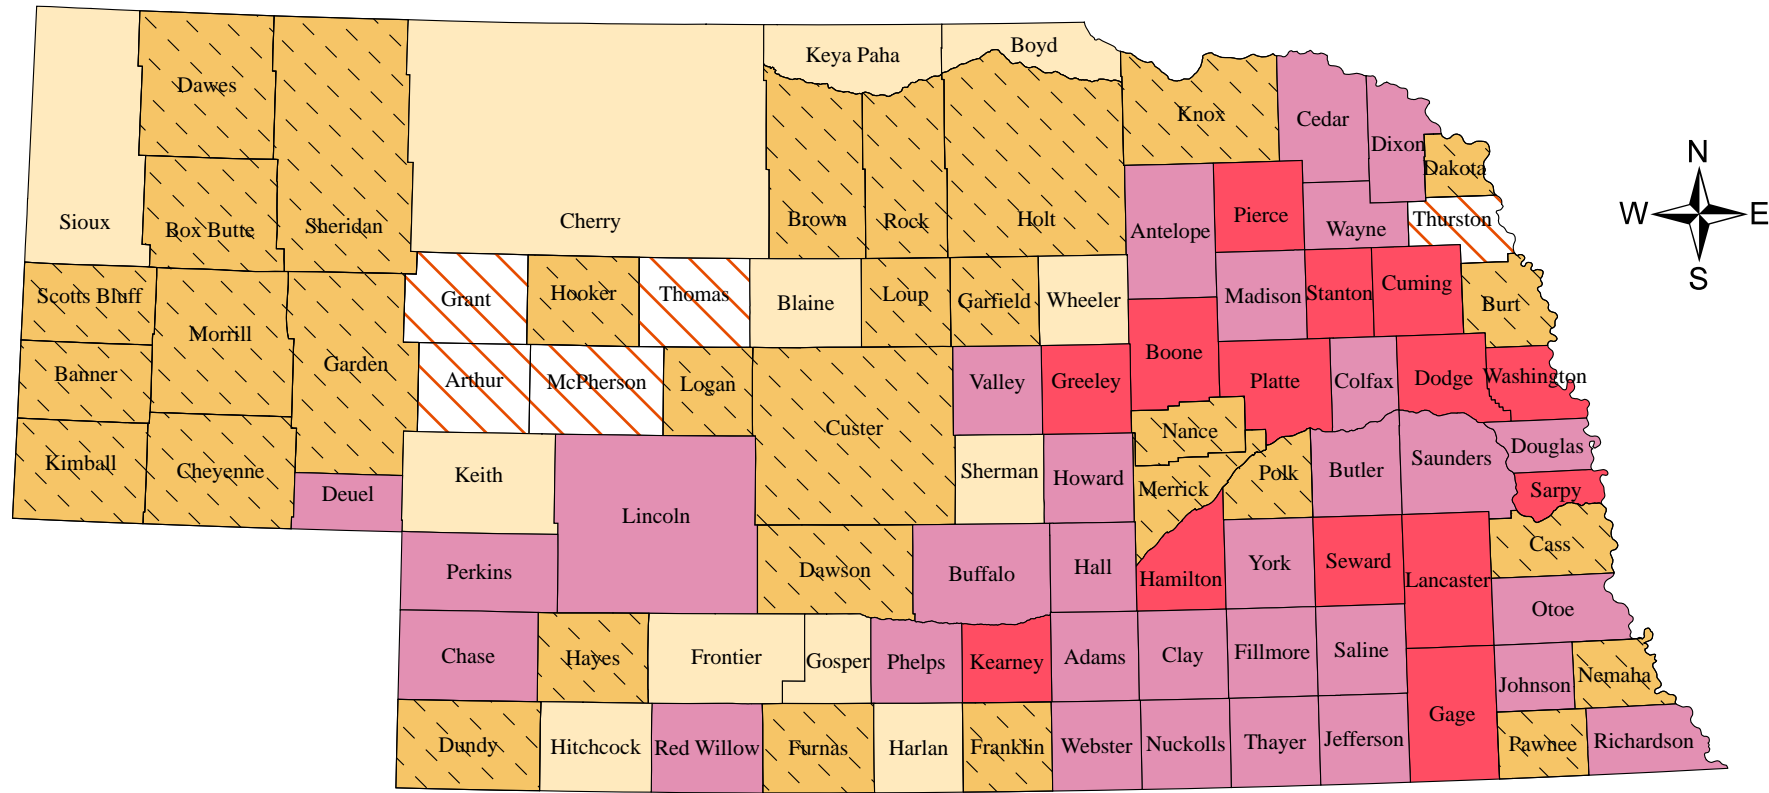 Keya Paha
Boyd
Dawes
Knox
Cedar
Dixon
Dakota
N
W
E
S
Sioux
Box Butte
Sheridan
Cherry
Brown
Rock
Holt
Antelope
Pierce
Wayne
Thurston
Scotts Bluff
Morrill
Grant
Hooker
Thomas
Blaine
Loup
Garfield
Wheeler
Madison
Stanton
Cuming
Burt
Banner
Garden
Arthur
McPherson
Logan
Custer
Valley
Greeley
Boone
Platte
Colfax
Dodge
Washington
Kimball
Cheyenne
Deuel
Keith
Lincoln
Sherman
Howard
Nance
Merrick
Polk
Butler
Saunders
Douglas
Sarpy
Perkins
Dawson
Buffalo
Hall
Hamilton
York
Seward
Lancaster
Cass
Otoe
Chase
Hayes
Frontier
Gosper
Phelps
Kearney
Adams
Clay
Fillmore
Saline
Johnson
Nemaha
Gage
Dundy
Hitchcock
Red Willow
Furnas
Harlan
Franklin
Webster
Nuckolls
Thayer
Jefferson
Pawnee
Richardson